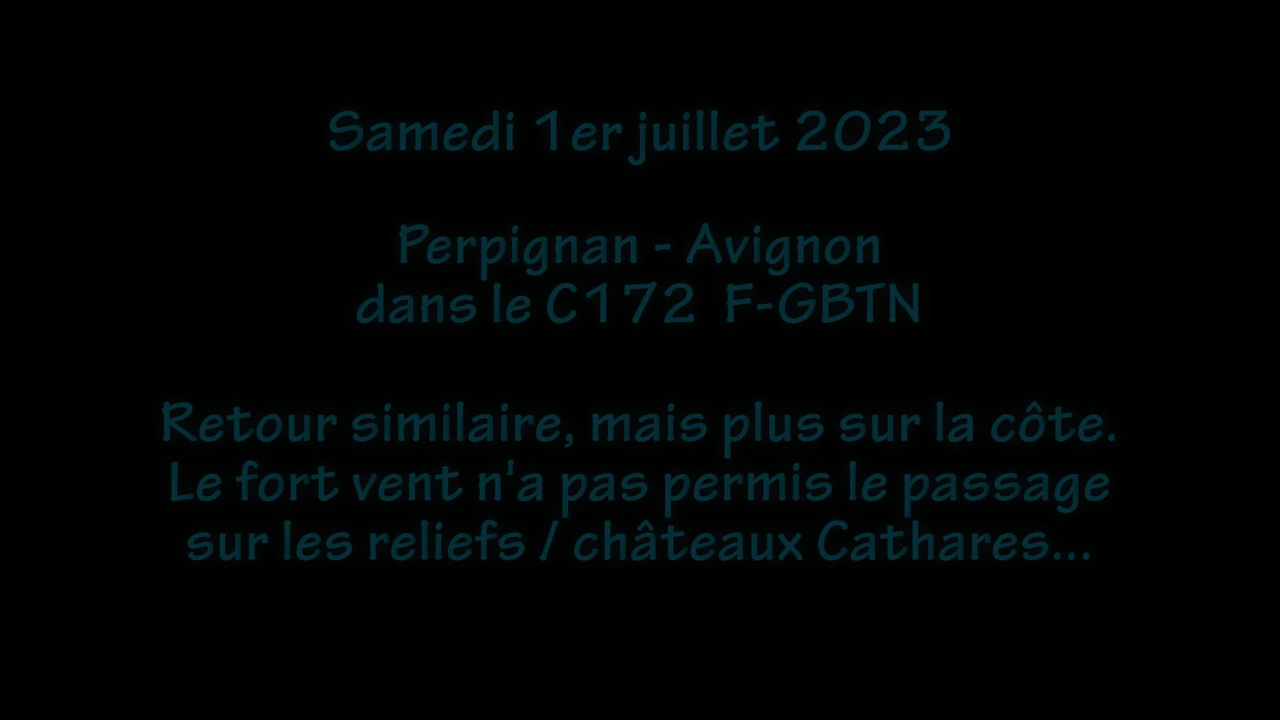 Samedi 1er juillet 2023
Perpignan - Avignon
dans le C172 F-GBTN
Retour similaire, mais plus sur la côte.
Le fort vent n'a pas permis le passage
sur les reliefs / châteaux Cathares...